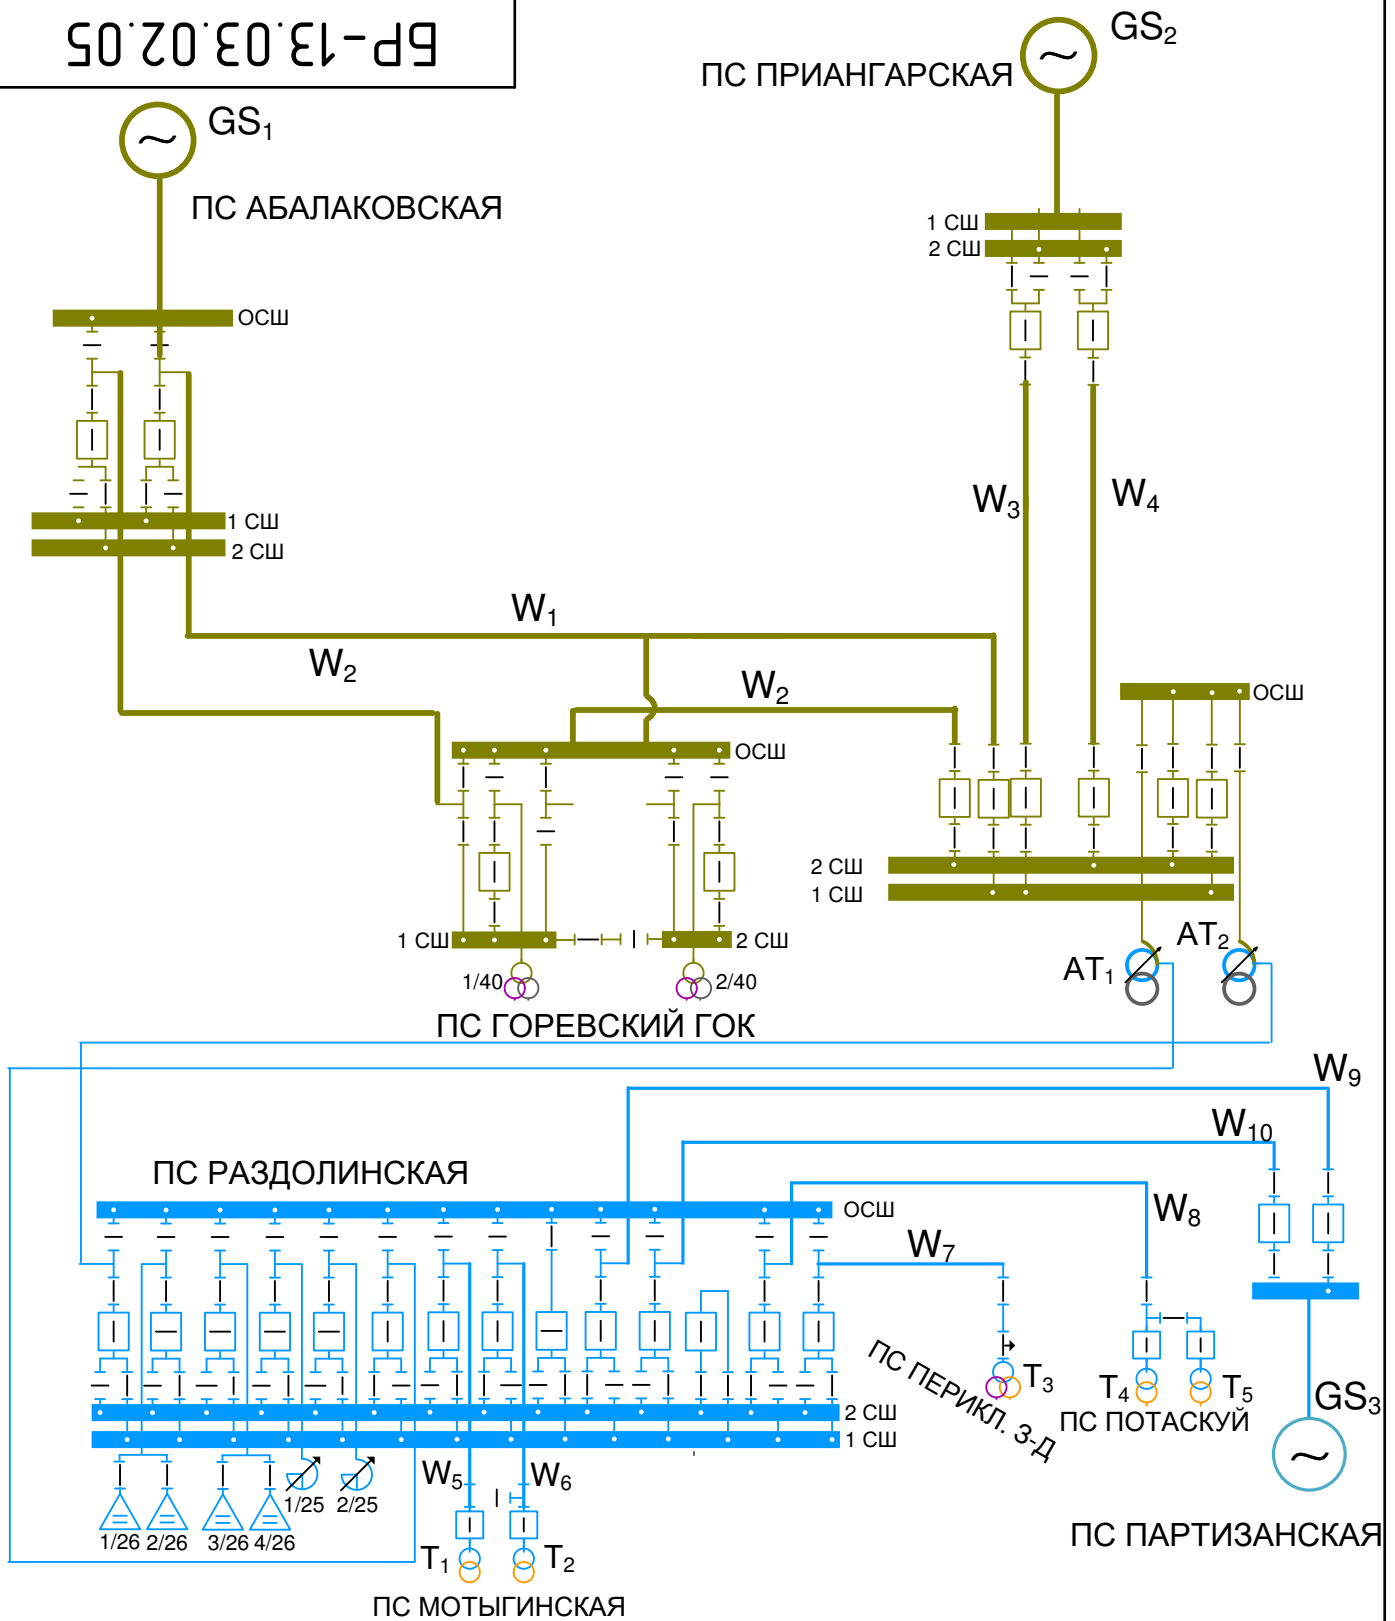 БР-13.03.02.05
GS2
ПС ПРИАНГАРСКАЯ
GS1
ПС АБАЛАКОВСКАЯ
1 СШ
2 СШ
ОСШ
W3
W4
1 СШ
2 СШ
W1
W2
W2
ОСШ
ОСШ
2 СШ
1 СШ
1 СШ
2 СШ
AT1
AT2
1/40
2/40
ПС ГОРЕВСКИЙ ГОК
W9
W10
ПС РАЗДОЛИНСКАЯ
ОСШ
W8
W7
ПС ПЕРИКЛ. З-Д
T3
T4
T5
GS3
ПС ПОТАСКУЙ
2 СШ
1 СШ
W5
W6
1/25
2/25
1/26
2/26
3/26
4/26
T1
T2
ПС ПАРТИЗАНСКАЯ
ПС МОТЫГИНСКАЯ